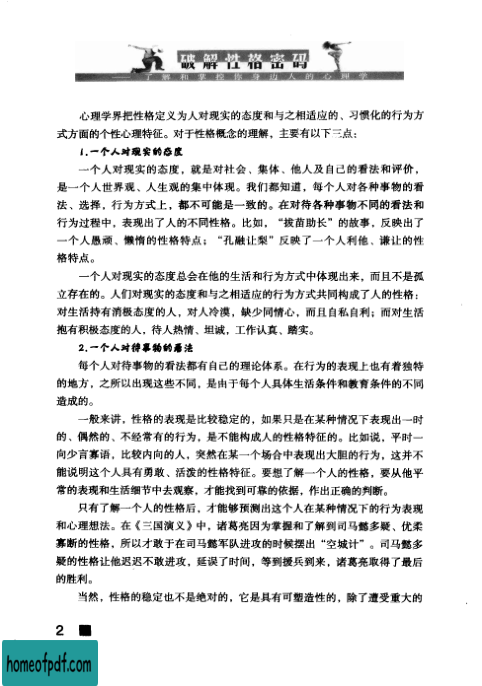 破解性格密码
——了解和掌控你身边人的心理学
心理学界把性格定义为人对现实的态度和与之相适应的、习惯化的行为方
式方面的个性心理特征。对于性格概念的理解，主要有以下三点：
1.一个人对现实的态度
一个人对现实的态度，就是对社会、集体、他人及自己的看法和评价，
是一个人世界观、人生观的集中体现。我们都知道，每个人对各种事物的看
法、选择，行为方式上，都不可能是一致的。在对待各种事物不同的看法和
行为过程中，表现出了人的不同性格。比如，“拔苗助长”的故事，反映出了
一个人愚顽、懒惰的性格特点；“孔融让梨”反映了一个人利他、谦让的性
格特点。
一个人对现实的态度总会在他的生活和行为方式中体现出来，而且不是孤
立存在的。人们对现实的态度和与之相适应的行为方式共同构成了人的性格：
对生活持有消极态度的人，对人冷漠，缺少同情心，而且自私自利；而对生活
抱有积极态度的人，待人热情、坦诚，工作认真、踏实。
2.一个人对待事物的看法
每个人对待事物的看法都有自己的理论体系。在行为的表现上也有着独特
的地方，之所以出现这些不同，是由于每个人具体生活条件和教育条件的不同
造成的。
一般来讲，性格的表现是比较稳定的，如果只是在某种情况下表现出一时
的、偶然的、不经常有的行为，是不能构成人的性格特征的。比如说，平时一
向少言寡语，比较内向的人，突然在某一个场合中表现出大胆的行为，这并不
能说明这个人具有勇敢、活泼的性格特征。要想了解一个人的性格，要从他平
常的表现和生活细节中去观察，才能找到可靠的依据，作出正确的判断。
只有了解一个人的性格后，才能够预测出这个人在某种情况下的行为表现
和心理想法。在《三国演义》中，诸葛亮因为掌握和了解到司马懿多疑、优柔
寡断的性格，所以才敢于在司马懿军队进攻的时候摆出“空城计”。司马懿多
疑的性格让他迟迟不敢进攻，延误了时间，等到援兵到来，诸葛亮取得了最后
的胜利。
当然，性格的稳定也不是绝对的，它是具有可塑造性的，除了遭受重大的
2
homeofpdf.com